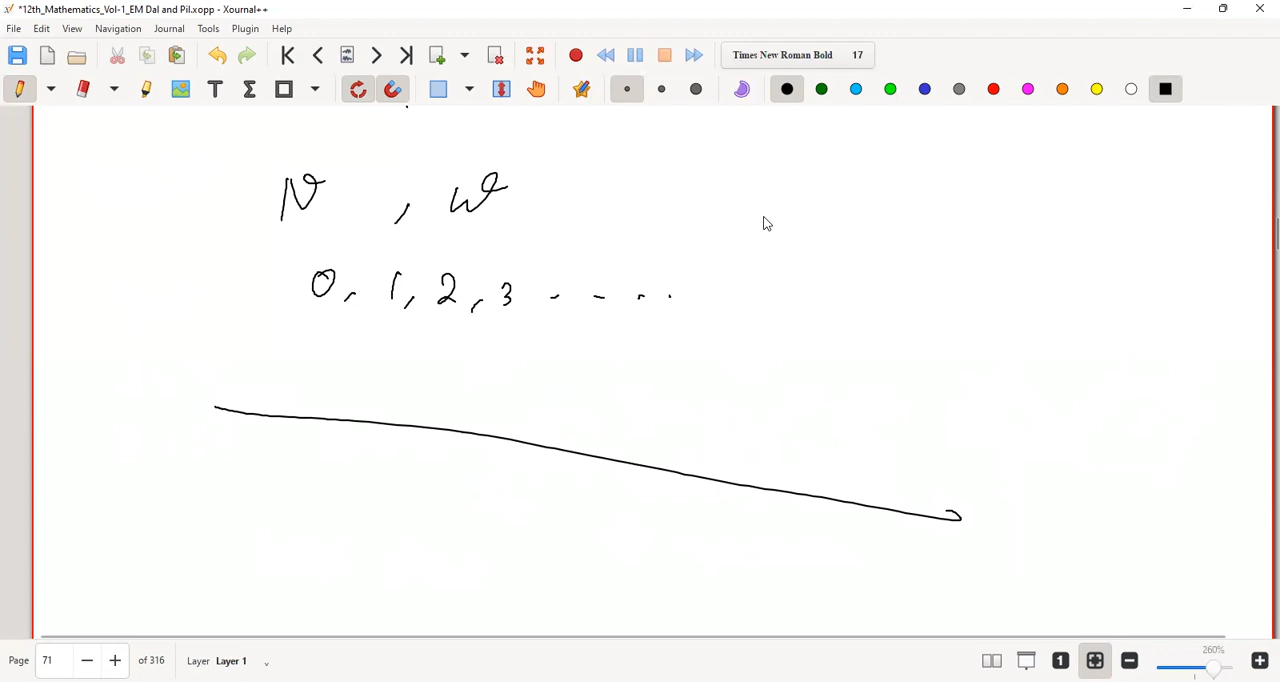 *12th_Mathematics_Vol-1_EM Dal and Pil.xopp - Xournal++
File Edit View Navigation Journal Tools Plugin Help
Times New Roman Bold 17
N , W
0, 1, 2, 3 - - - -
Page 71 of 316 Layer Layer 1 260%